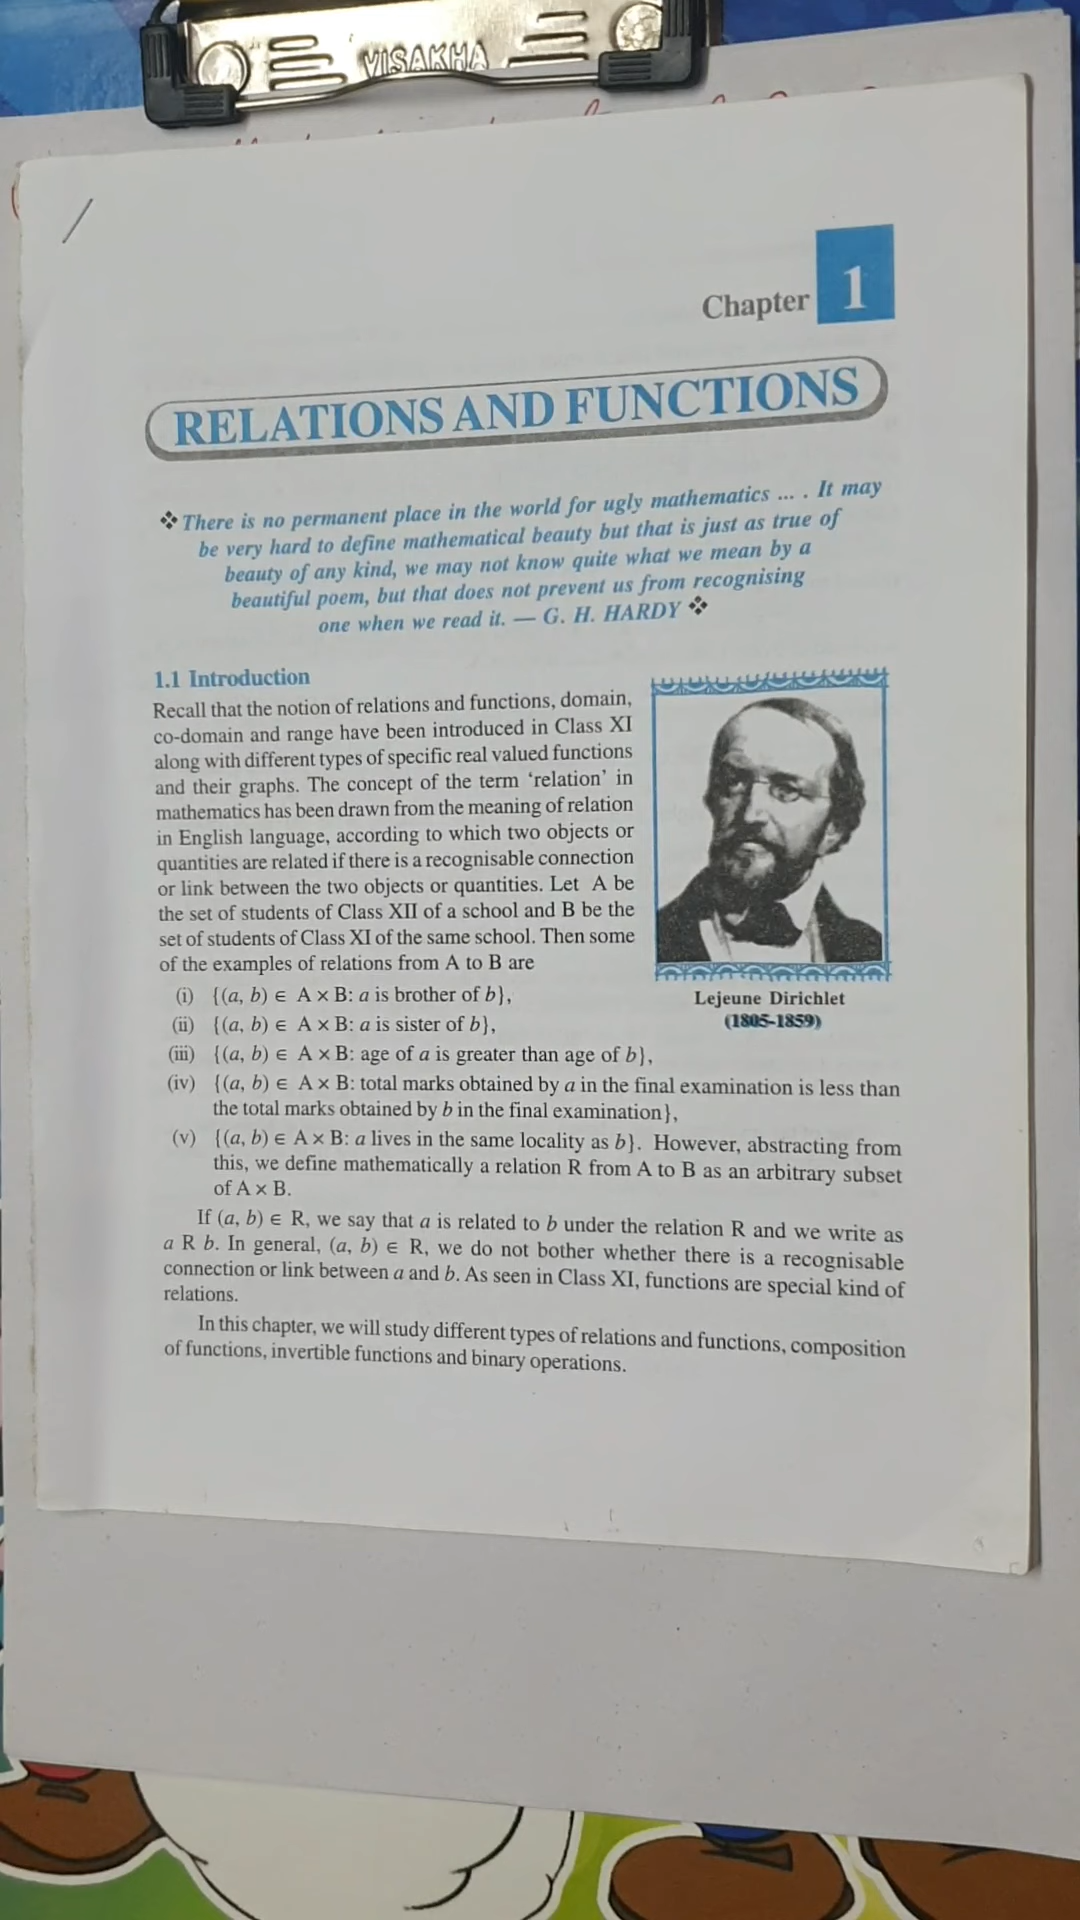 VISAKHA
Chapter 1
RELATIONS AND FUNCTIONS
❖ There is no permanent place in the world for ugly mathematics ... . It may
be very hard to define mathematical beauty but that is just as true of
beauty of any kind, we may not know quite what we mean by a
beautiful poem, but that does not prevent us from recognising
one when we read it. — G. H. HARDY ❖
1.1 Introduction
Recall that the notion of relations and functions, domain,
co-domain and range have been introduced in Class XI
along with different types of specific real valued functions
and their graphs. The concept of the term ‘relation’ in
mathematics has been drawn from the meaning of relation
in English language, according to which two objects or
quantities are related if there is a recognisable connection
or link between the two objects or quantities. Let A be
the set of students of Class XII of a school and B be the
set of students of Class XI of the same school. Then some
of the examples of relations from A to B are
(i) {(a, b) ∈ A × B: a is brother of b},
(ii) {(a, b) ∈ A × B: a is sister of b},
(iii) {(a, b) ∈ A × B: age of a is greater than age of b},
(iv) {(a, b) ∈ A × B: total marks obtained by a in the final examination is less than
the total marks obtained by b in the final examination},
(v) {(a, b) ∈ A × B: a lives in the same locality as b}. However, abstracting from
this, we define mathematically a relation R from A to B as an arbitrary subset
of A × B.
Lejeune Dirichlet
(1805-1859)
If (a, b) ∈ R, we say that a is related to b under the relation R and we write as
a R b. In general, (a, b) ∈ R, we do not bother whether there is a recognisable
connection or link between a and b. As seen in Class XI, functions are special kind of
relations.
In this chapter, we will study different types of relations and functions, composition
of functions, invertible functions and binary operations.